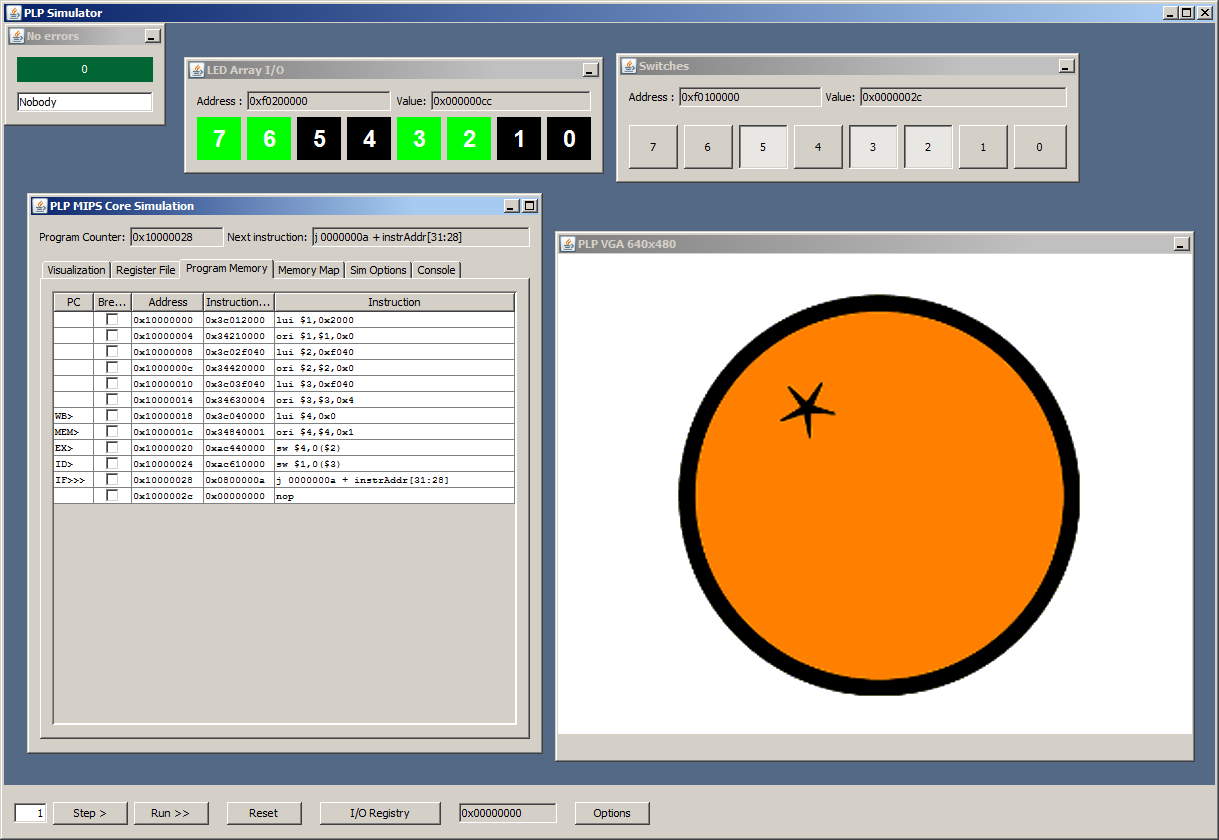 PLP Simulator
No errors
0
Nobody
LED Array I/O
Address : 0xf0200000 Value: 0x000000cc
7 6 5 4 3 2 1 0
Switches
Address : 0xf0100000 Value: 0x0000002c
7 6 5 4 3 2 1 0
PLP MIPS Core Simulation
Program Counter: 0x10000028 Next instruction: j 0000000a + instrAddr[31:28]
Visualization Register File Program Memory Memory Map Sim Options Console
PC Bre... Address Instruction... Instruction
0x10000000 0x3c012000 lui $1,0x2000
0x10000004 0x34210000 ori $1,$1,0x0
0x10000008 0x3c02f040 lui $2,0xf040
0x1000000c 0x34420000 ori $2,$2,0x0
0x10000010 0x3c03f040 lui $3,0xf040
0x10000014 0x34630004 ori $3,$3,0x4
WB> 0x10000018 0x3c040000 lui $4,0x0
MEM> 0x1000001c 0x34840001 ori $4,$4,0x1
EX> 0x10000020 0xac440000 sw $4,0($2)
ID> 0x10000024 0xac610000 sw $1,0($3)
IF>>> 0x10000028 0x0800000a j 0000000a + instrAddr[31:28]
0x1000002c 0x00000000 nop
PLP VGA 640x480
1 Step > Run >> Reset I/O Registry 0x00000000 Options